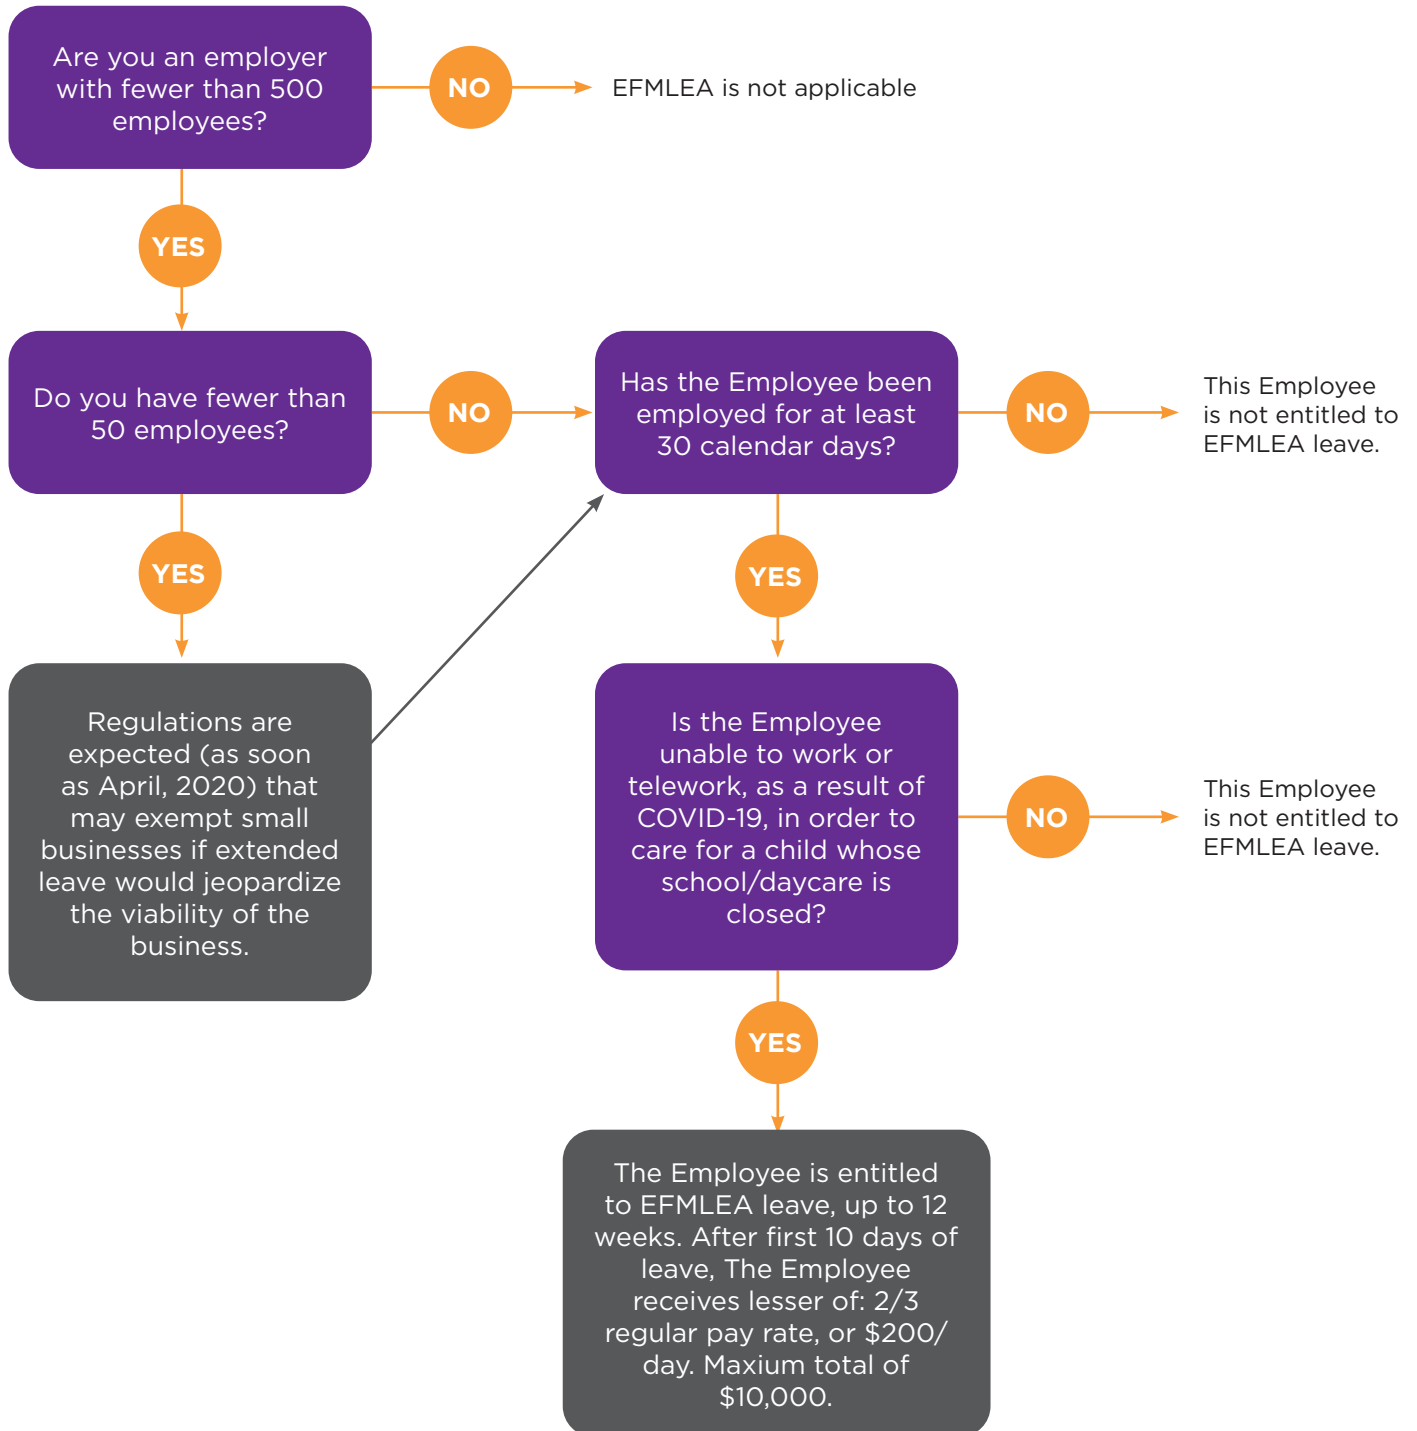 Are you an employer
with fewer than 500
employees?
NO
EFMLEA is not applicable
YES
Do you have fewer than
50 employees?
NO
Has the Employee been
employed for at least
30 calendar days?
NO
This Employee
is not entitled to
EFMLEA leave.
YES
YES
Regulations are
expected (as soon
as April, 2020) that
may exempt small
businesses if extended
leave would jeopardize
the viability of the
business.
Is the Employee
unable to work or
telework, as a result of
COVID-19, in order to
care for a child whose
school/daycare is
closed?
NO
This Employee
is not entitled to
EFMLEA leave.
YES
The Employee is entitled
to EFMLEA leave, up to 12
weeks. After first 10 days of
leave, The Employee
receives lesser of: 2/3
regular pay rate, or $200/
day. Maxium total of
$10,000.